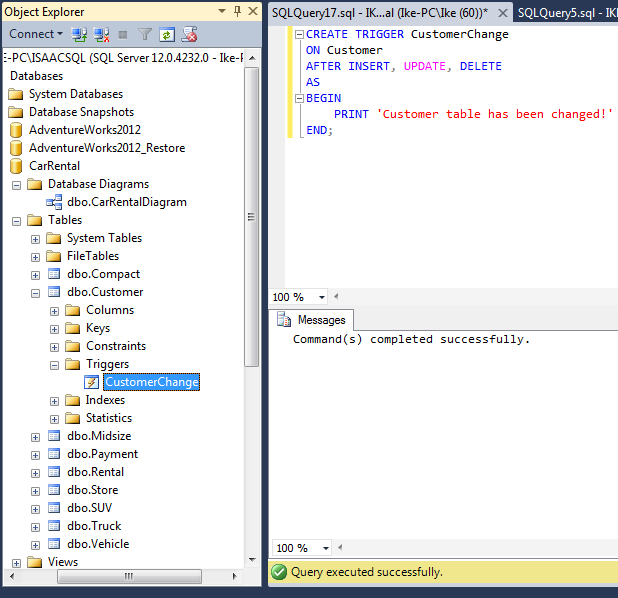 Object Explorer
Connect
E-PC\ISAACSQL (SQL Server 12.0.4232.0 - Ike-P
Databases
System Databases
Database Snapshots
AdventureWorks2012
AdventureWorks2012_Restore
CarRental
Database Diagrams
dbo.CarRentalDiagram
Tables
System Tables
FileTables
dbo.Compact
dbo.Customer
Columns
Keys
Constraints
Triggers
CustomerChange
Indexes
Statistics
dbo.Midsize
dbo.Payment
dbo.Rental
dbo.Store
dbo.SUV
dbo.Truck
dbo.Vehicle
Views
SQLQuery17.sql - IK...al (Ike-PC\Ike (60))* SQLQuery5.sql - IK
CREATE TRIGGER CustomerChange
ON Customer
AFTER INSERT, UPDATE, DELETE
AS
BEGIN
PRINT 'Customer table has been changed!'
END;
100 %
Messages
Command(s) completed successfully.
100 %
Query executed successfully.